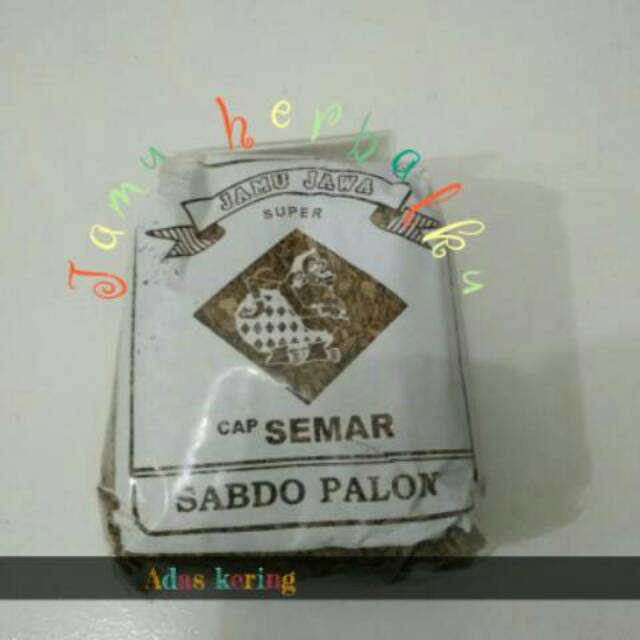 Jamu herbalku
JAMU JAWA
SUPER
CAP SEMAR
SABDO PALON
Adas kering